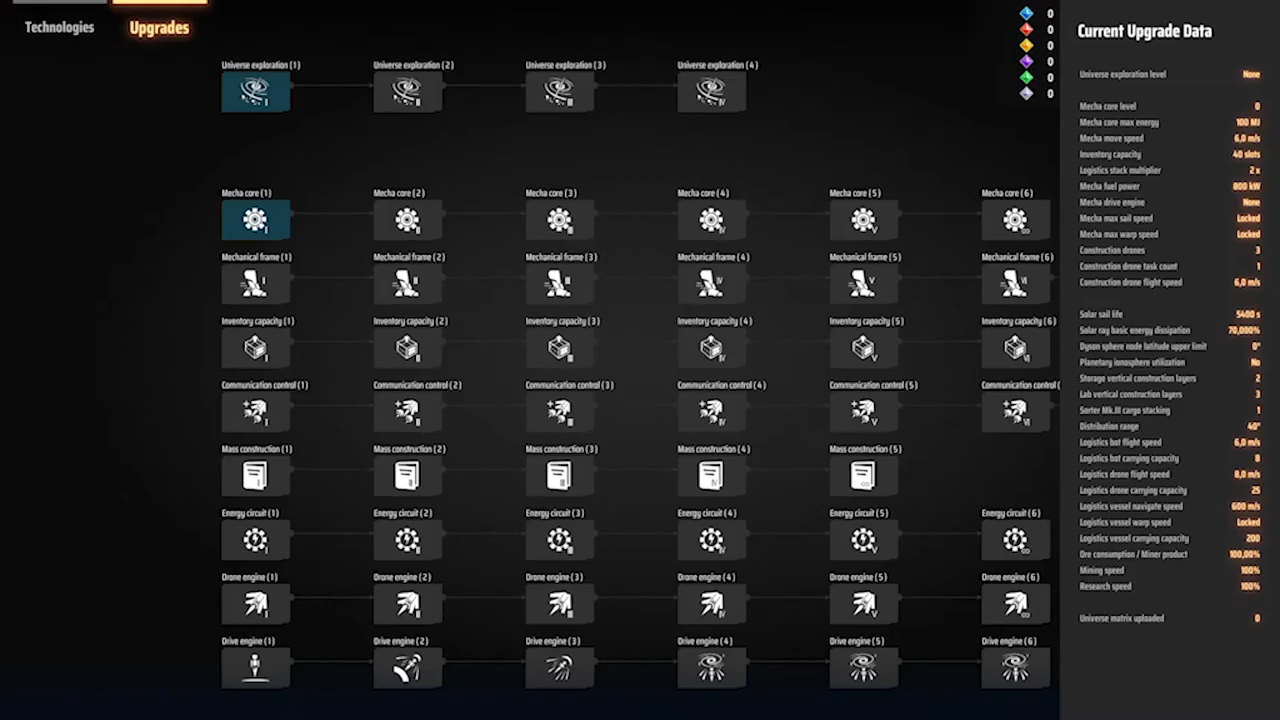 Technologies
Upgrades
0
0
0
0
0
0
Universe exploration (1)
Universe exploration (2)
Universe exploration (3)
Universe exploration (4)
Mecha core (1)
Mecha core (2)
Mecha core (3)
Mecha core (4)
Mecha core (5)
Mecha core (6)
Mechanical frame (1)
Mechanical frame (2)
Mechanical frame (3)
Mechanical frame (4)
Mechanical frame (5)
Mechanical frame (6)
Inventory capacity (1)
Inventory capacity (2)
Inventory capacity (3)
Inventory capacity (4)
Inventory capacity (5)
Inventory capacity (6)
Communication control (1)
Communication control (2)
Communication control (3)
Communication control (4)
Communication control (5)
Communication control (
Mass construction (1)
Mass construction (2)
Mass construction (3)
Mass construction (4)
Mass construction (5)
Energy circuit (1)
Energy circuit (2)
Energy circuit (3)
Energy circuit (4)
Energy circuit (5)
Energy circuit (6)
Drone engine (1)
Drone engine (2)
Drone engine (3)
Drone engine (4)
Drone engine (5)
Drone engine (6)
Drive engine (1)
Drive engine (2)
Drive engine (3)
Drive engine (4)
Drive engine (5)
Drive engine (6)
Current Upgrade Data
Universe exploration level None
Mecha core level 0
Mecha core max energy 100 MJ
Mecha move speed 6,0 m/s
Inventory capacity 40 slots
Logistics stack multiplier 2 x
Mecha fuel power 800 kW
Mecha drive engine None
Mecha max sail speed Locked
Mecha max warp speed Locked
Construction drones 3
Construction drone task count 1
Construction drone flight speed 6,0 m/s
Solar sail life 5400 s
Solar ray basic energy dissipation 70,000%
Dyson sphere node latitude upper limit 0°
Planetary ionosphere utilization No
Storage vertical construction layers 2
Lab vertical construction layers 3
Sorter Mk.III cargo stacking 1
Distribution range 40°
Logistics bot flight speed 6,0 m/s
Logistics bot carrying capacity 8
Logistics drone flight speed 8,0 m/s
Logistics drone carrying capacity 25
Logistics vessel navigate speed 600 m/s
Logistics vessel warp speed Locked
Logistics vessel carrying capacity 200
Ore consumption / Miner product 100,00%
Mining speed 100%
Research speed 100%
Universe matrix uploaded 0